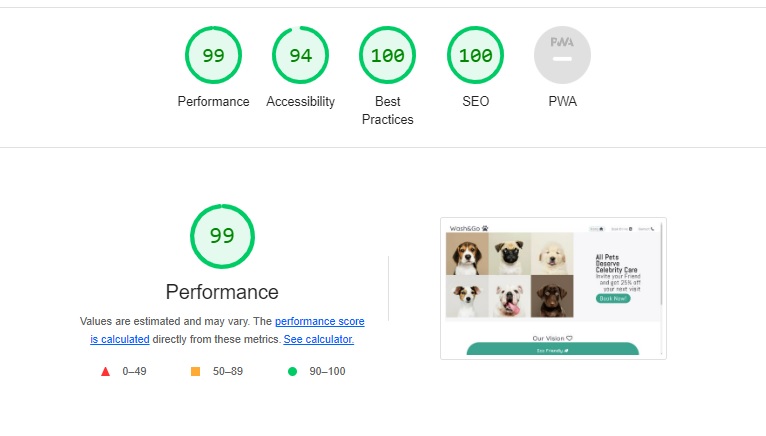 99
94
100
100
PWA
Performance
Accessibility
Best
Practices
SEO
PWA
99
Performance
Values are estimated and may vary. The performance score
is calculated directly from these metrics. See calculator.
0–49
50–89
90–100
Wash&Go
All Pets
Deserve
Celebrity Care
Invite your Friend
and get 25% off
your next visit
Book Now!
Our Vision
Eco Friendly